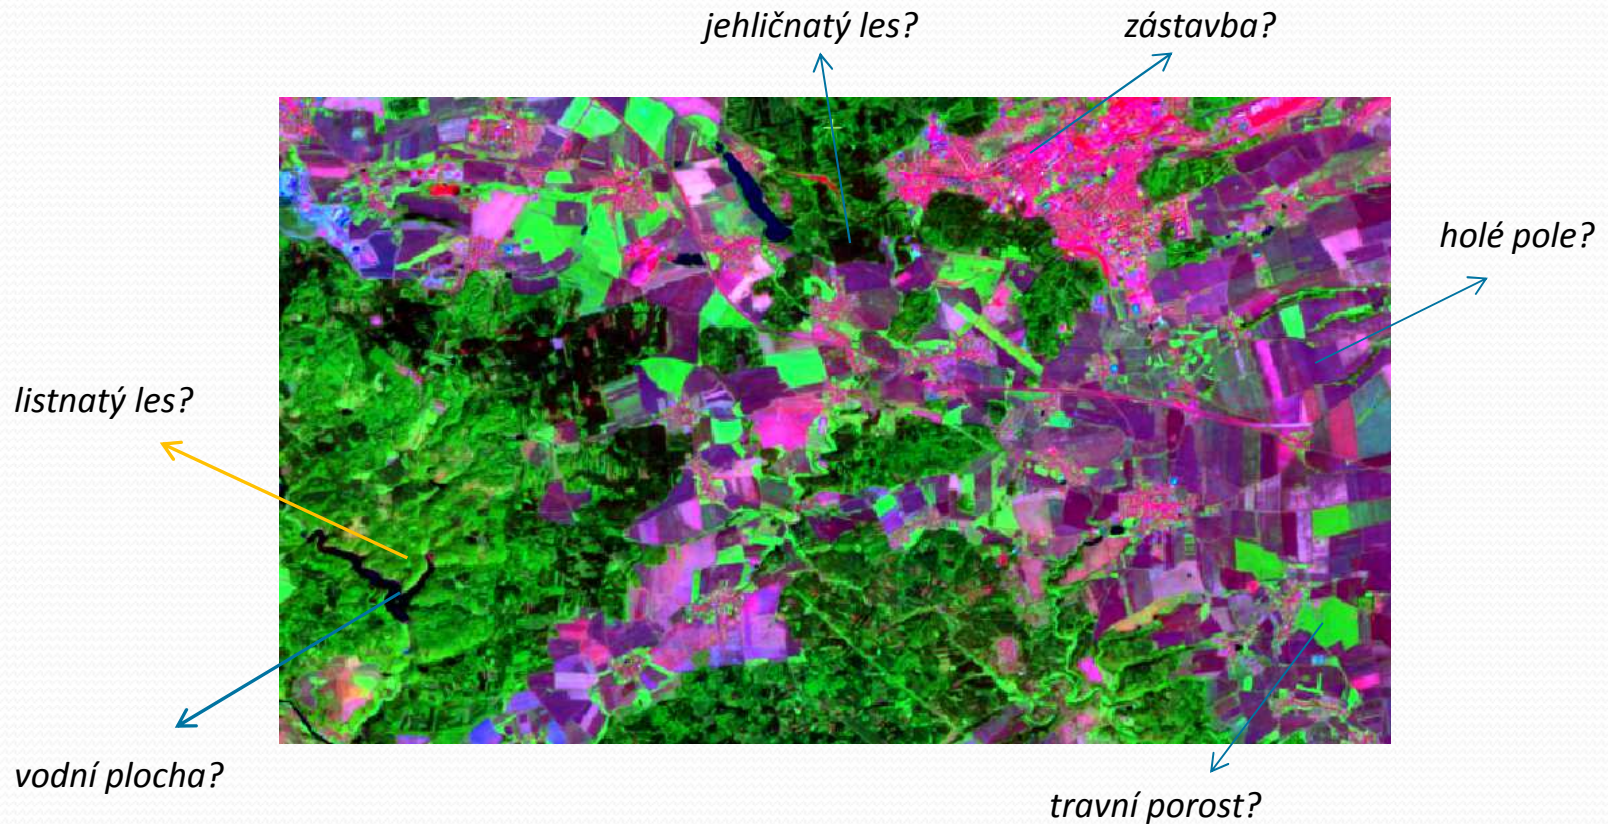 jehličnatý les?
zástavba?
holé pole?
listnatý les?
vodní plocha?
travní porost?